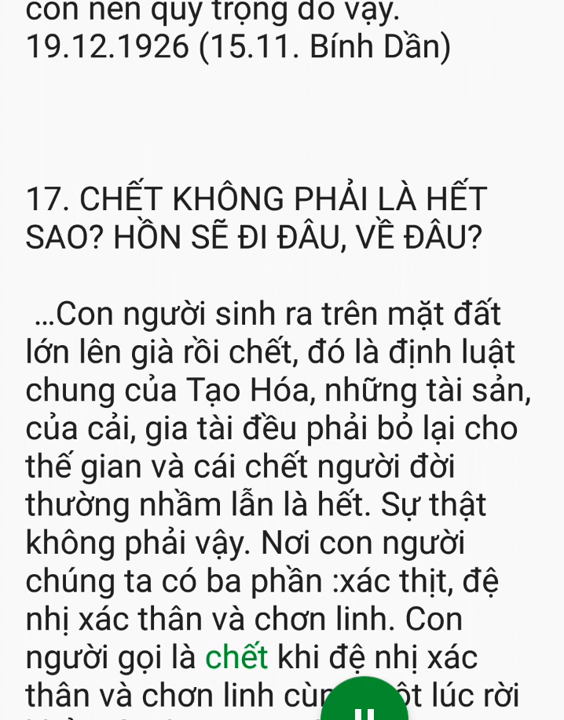 con nên quý trọng đó vậy.
19.12.1926 (15.11. Bính Dần)
17. CHẾT KHÔNG PHẢI LÀ HẾT
SAO? HỒN SẼ ĐI ĐÂU, VỀ ĐÂU?
...Con người sinh ra trên mặt đất
lớn lên già rồi chết, đó là định luật
chung của Tạo Hóa, những tài sản,
của cải, gia tài đều phải bỏ lại cho
thế gian và cái chết người đời
thường nhầm lẫn là hết. Sự thật
không phải vậy. Nơi con người
chúng ta có ba phần :xác thịt, đệ
nhị xác thân và chơn linh. Con
người gọi là chết khi đệ nhị xác
thân và chơn linh lúc rời